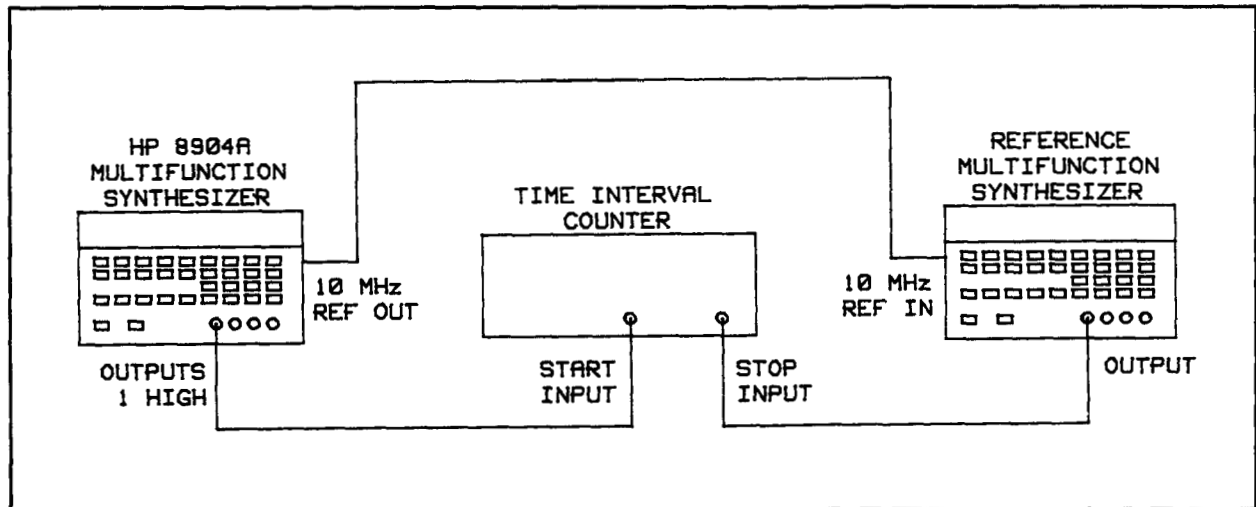 HP 8904A
MULTIFUNCTION
SYNTHESIZER
TIME INTERVAL
COUNTER
REFERENCE
MULTIFUNCTION
SYNTHESIZER
10 MHz
REF OUT
10 MHz
REF IN
OUTPUTS
1 HIGH
START
INPUT
STOP
INPUT
OUTPUT